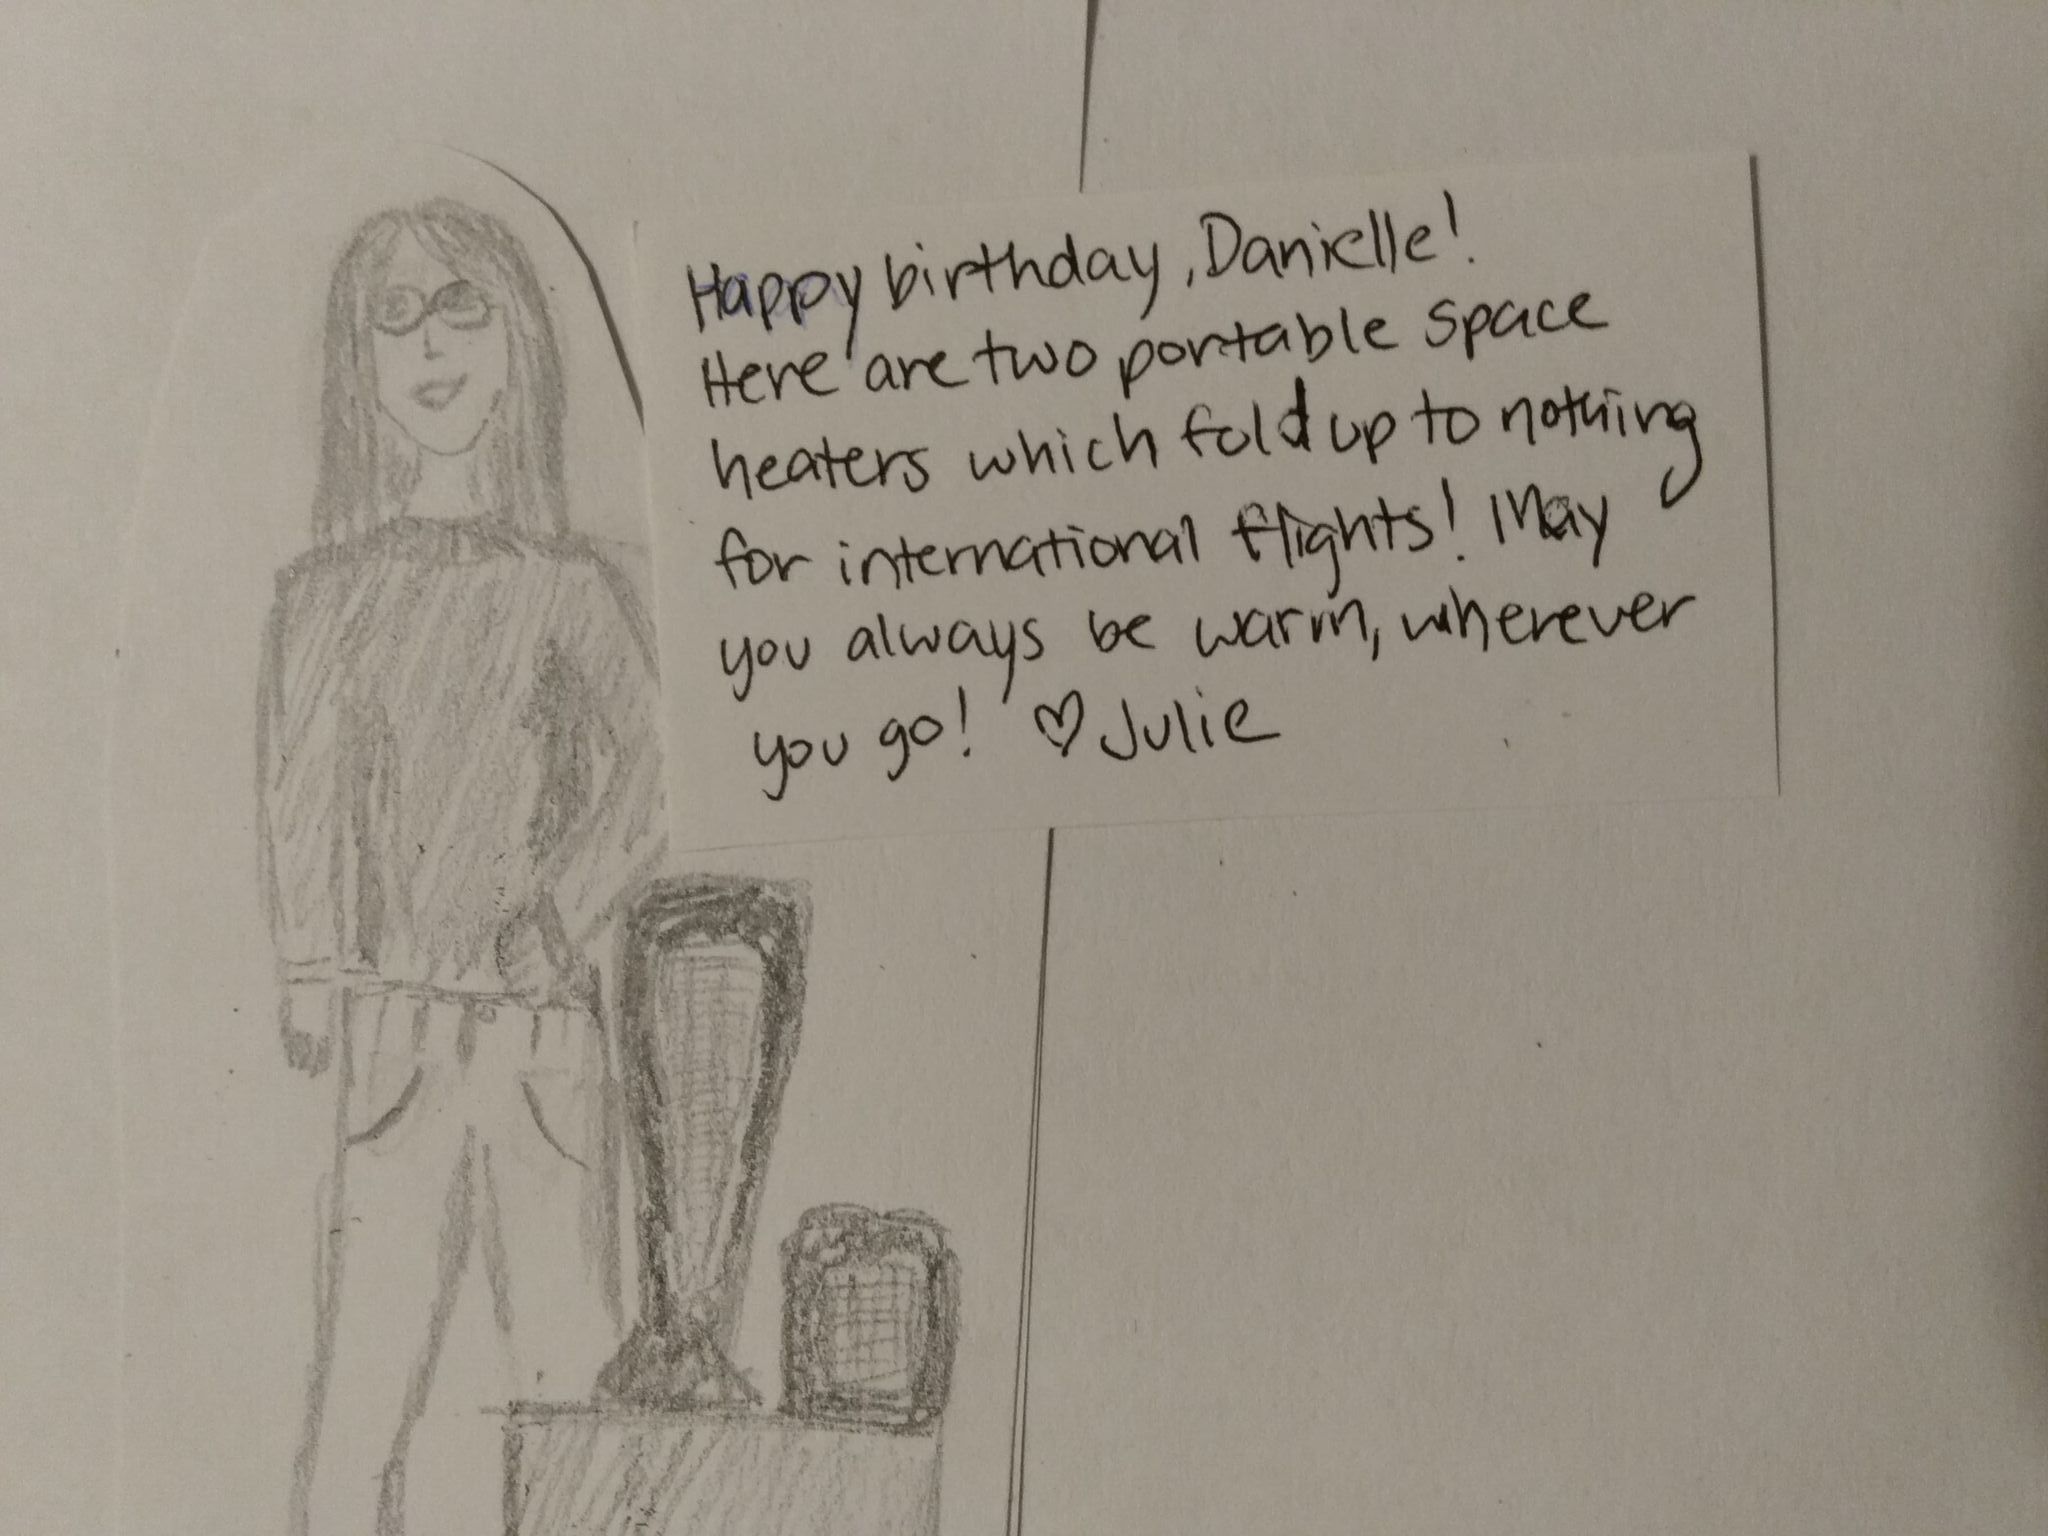 Happy birthday, Danielle!
Here are two portable space
heaters which fold up to nothing
for international flights! May
you always be warm, wherever
you go! ♡ Julie